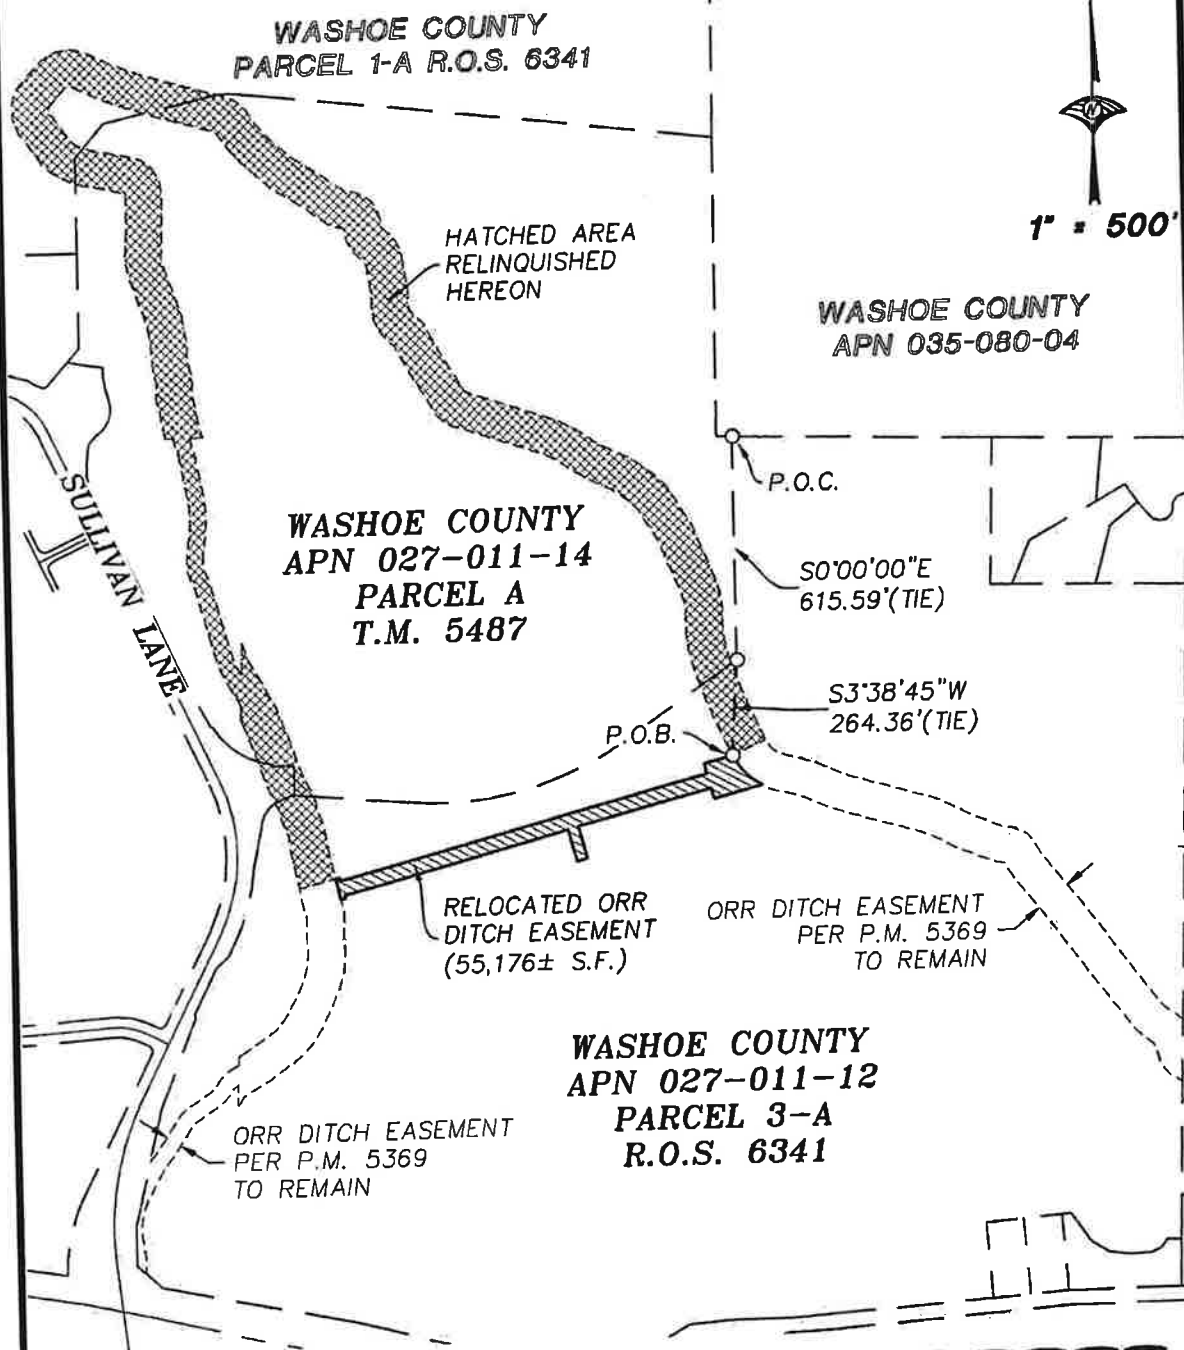 WASHOE COUNTY
PARCEL 1-A R.O.S. 6341
N
1" = 500'
HATCHED AREA
RELINQUISHED
HEREON
WASHOE COUNTY
APN 035-080-04
P.O.C.
SULLIVAN LANE
WASHOE COUNTY
APN 027-011-14
PARCEL A
T.M. 5487
S0°00'00"E
615.59'(TIE)
S3°38'45"W
264.36'(TIE)
P.O.B.
RELOCATED ORR
DITCH EASEMENT
(55,176± S.F.)
ORR DITCH EASEMENT
PER P.M. 5369
TO REMAIN
WASHOE COUNTY
APN 027-011-12
PARCEL 3-A
R.O.S. 6341
ORR DITCH EASEMENT
PER P.M. 5369
TO REMAIN